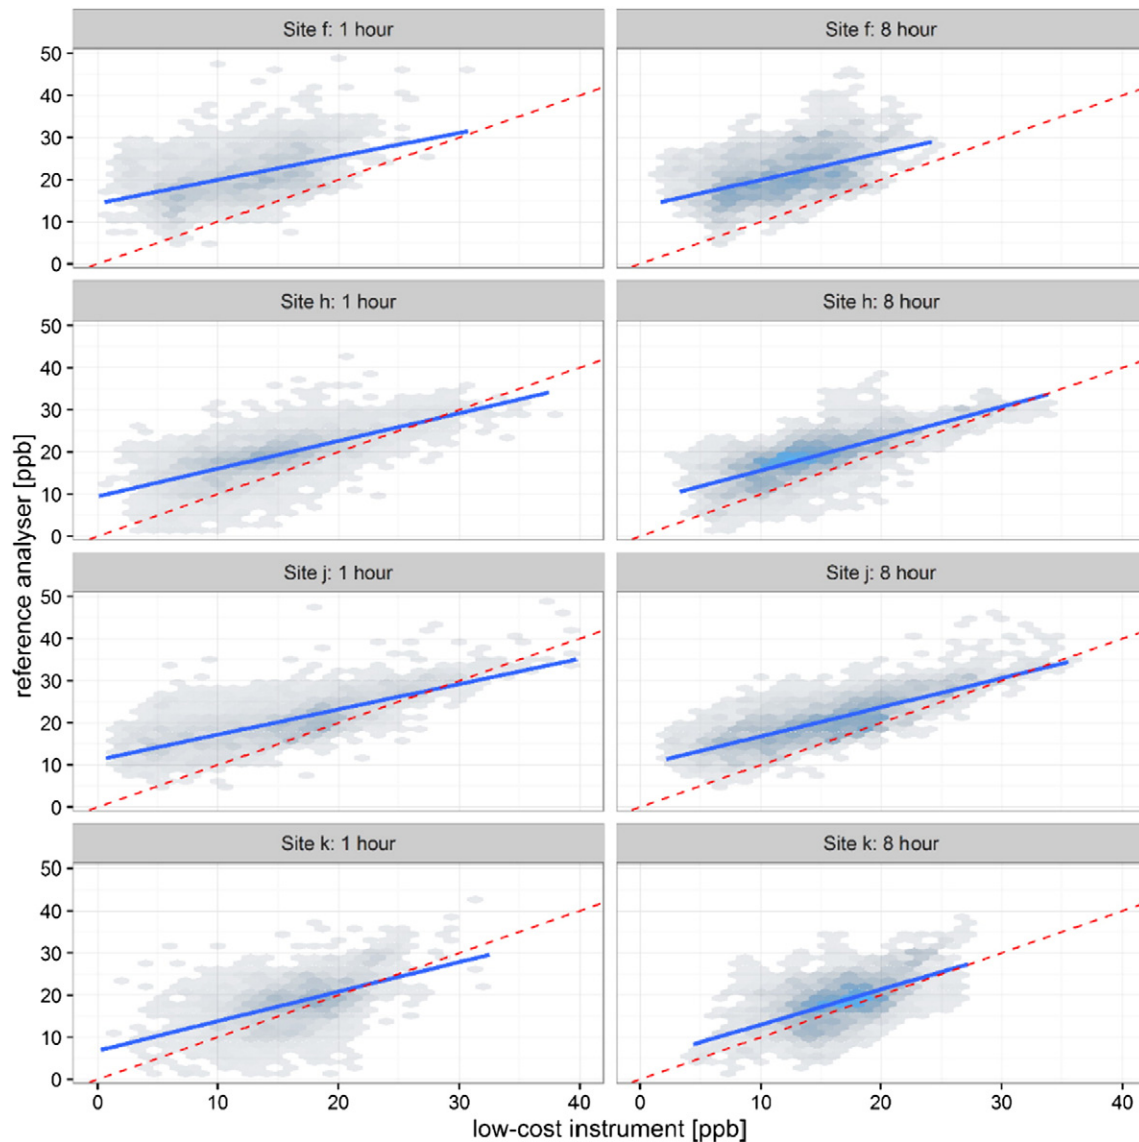 Site f: 1 hour
Site f: 8 hour
50
40
30
20
10
0
Site h: 1 hour
Site h: 8 hour
50
40
30
20
10
0
reference analyser [ppb]
Site j: 1 hour
Site j: 8 hour
50
40
30
20
10
0
Site k: 1 hour
Site k: 8 hour
50
40
30
20
10
0
0 10 20 30 40 0 10 20 30 40
low-cost instrument [ppb]